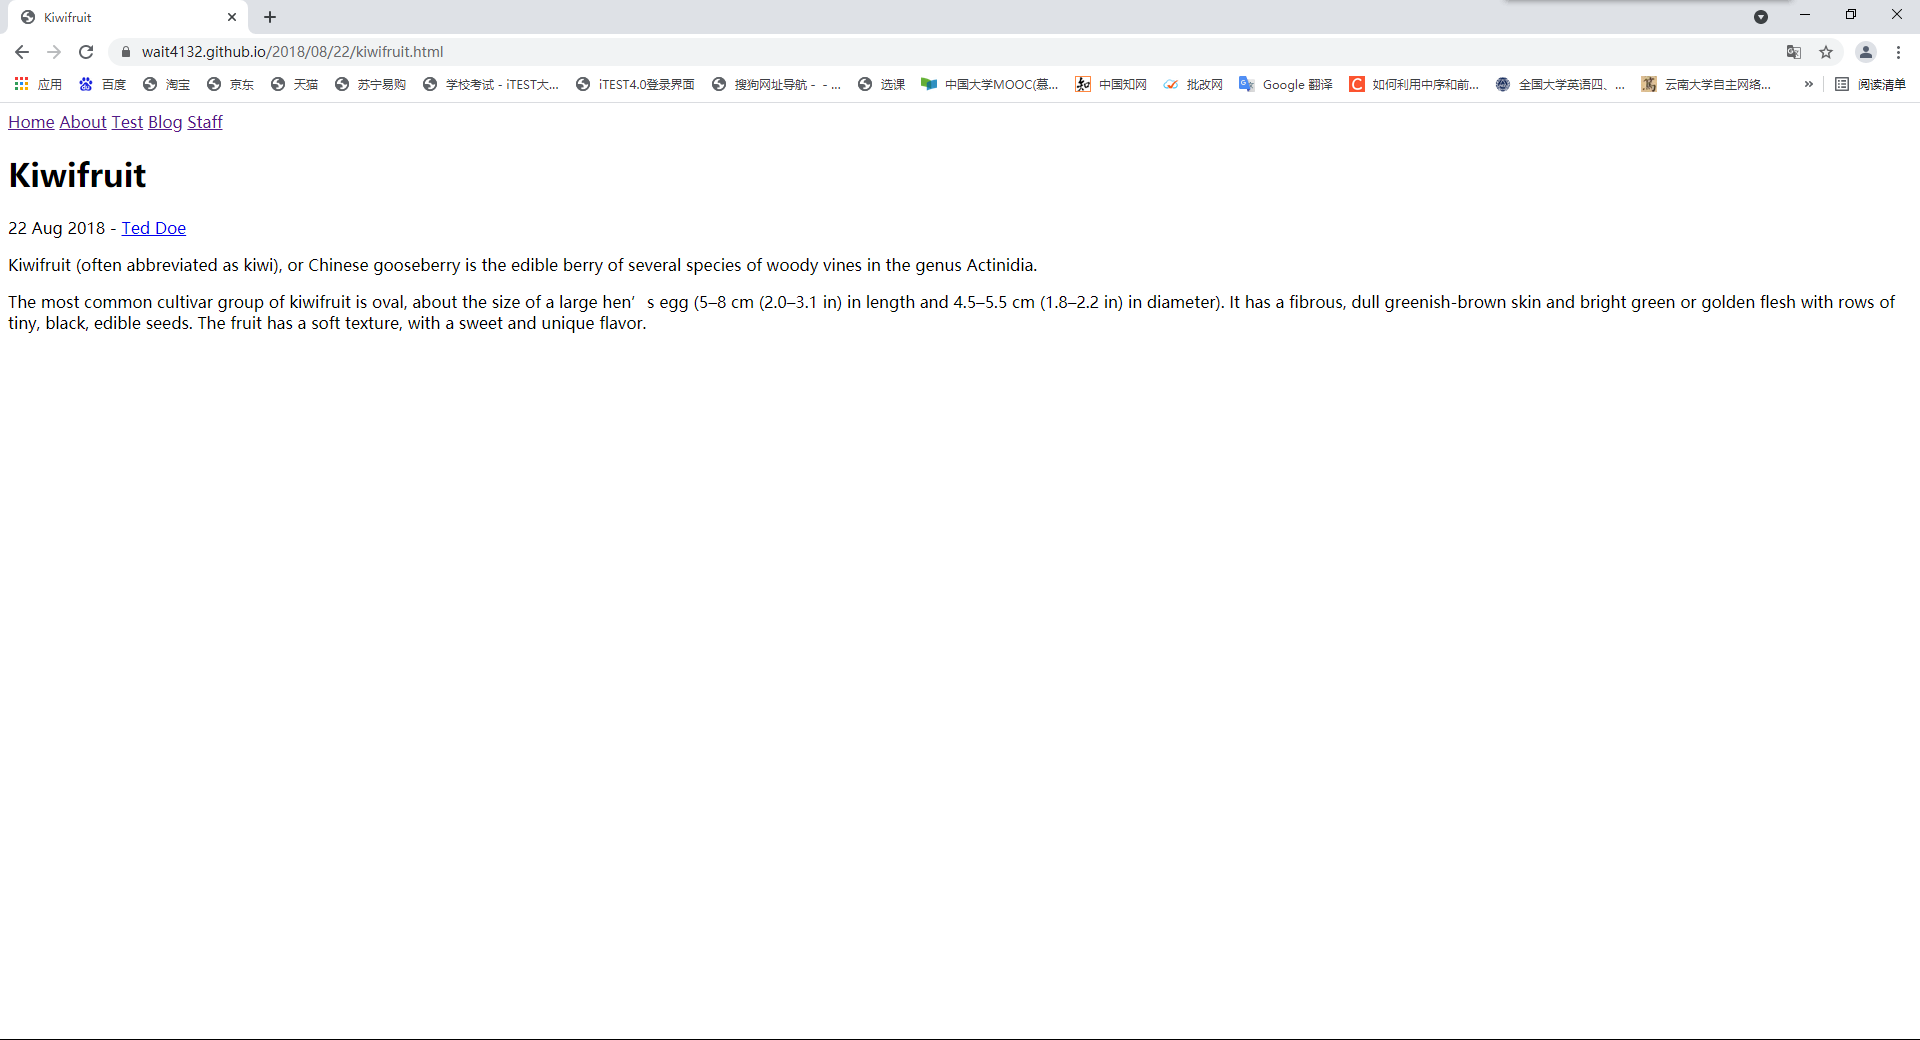 Kiwifruit
wait4132.github.io/2018/08/22/kiwifruit.html
应用 百度 淘宝 京东 天猫 苏宁易购 学校考试 - iTEST大... iTEST4.0登录界面 搜狗网址导航 - - ... 选课 中国大学MOOC(慕... 中国知网 批改网 Google 翻译 如何利用中序和前... 全国大学英语四、... 云南大学自主网络... » 阅读清单
Home About Test Blog Staff
Kiwifruit
22 Aug 2018 - Ted Doe
Kiwifruit (often abbreviated as kiwi), or Chinese gooseberry is the edible berry of several species of woody vines in the genus Actinidia.
The most common cultivar group of kiwifruit is oval, about the size of a large hen’s egg (5–8 cm (2.0–3.1 in) in length and 4.5–5.5 cm (1.8–2.2 in) in diameter). It has a fibrous, dull greenish-brown skin and bright green or golden flesh with rows of
tiny, black, edible seeds. The fruit has a soft texture, with a sweet and unique flavor.